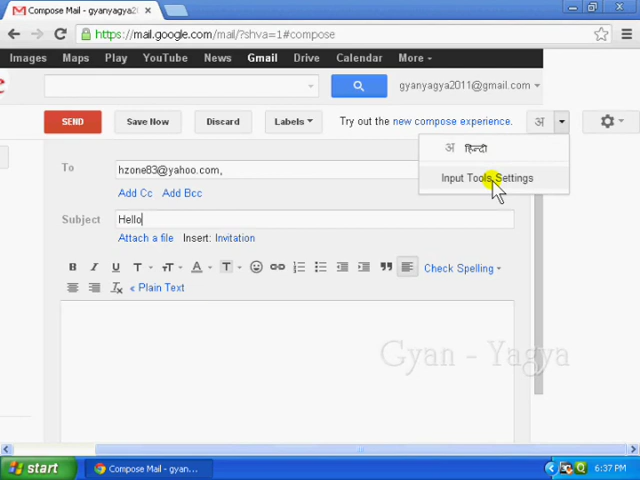 Compose Mail - gyanyagya2
https://mail.google.com/mail/?shva=1#compose
Images Maps Play YouTube News Gmail Drive Calendar More
gyanyagya2011@gmail.com
SEND Save Now Discard Labels Try out the new compose experience. अ
अ हिन्दी
Input Tools Settings
To hzone83@yahoo.com,
Add Cc Add Bcc
Subject Hello
Attach a file Insert: Invitation
B I U T TT A T Check Spelling
« Plain Text
Gyan - Yagya
start Compose Mail - gyan... 6:37 PM